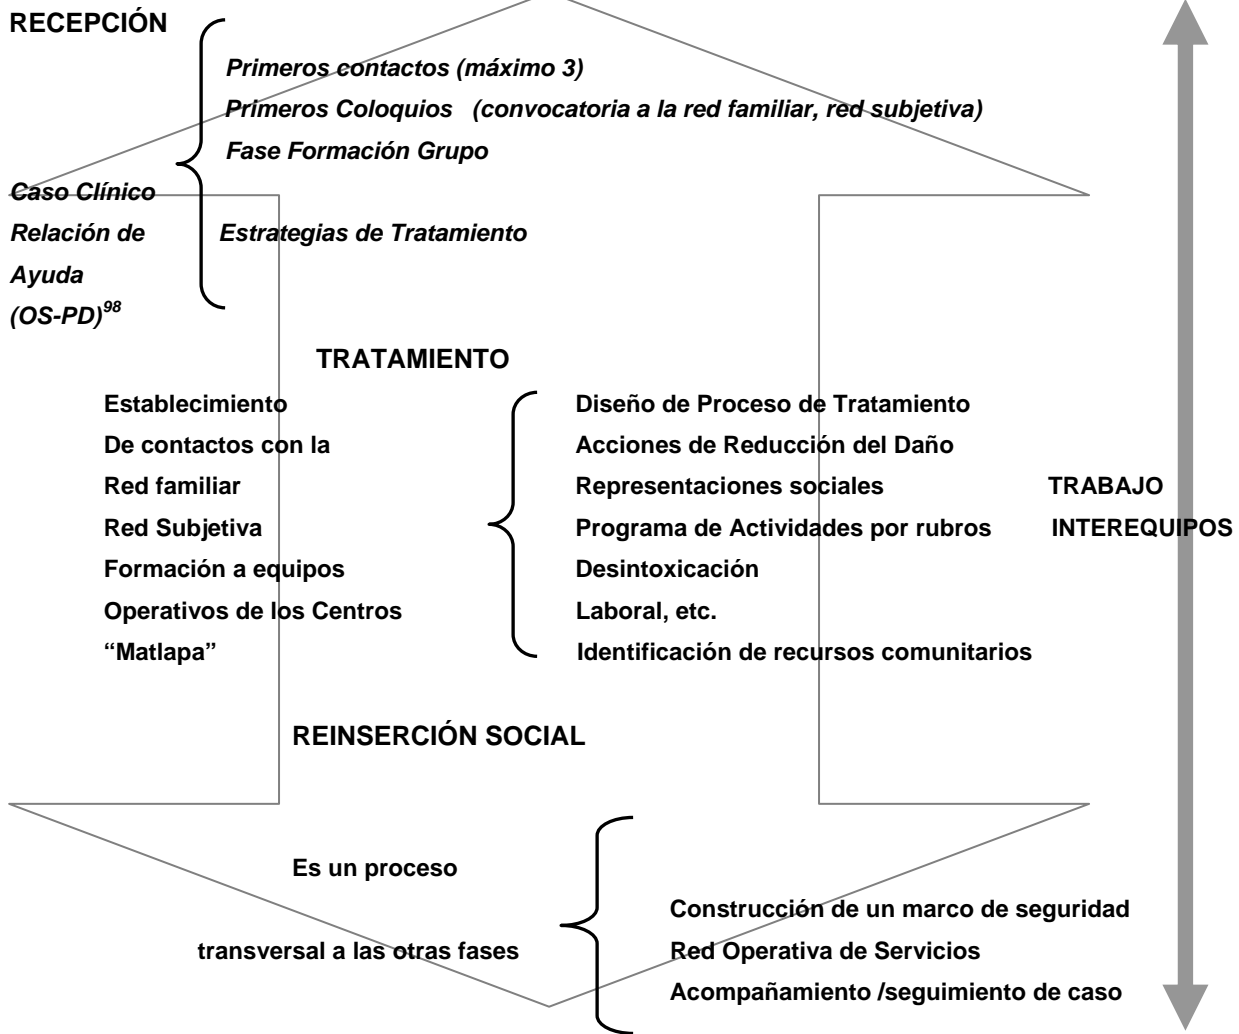 RECEPCIÓN
Primeros contactos (máximo 3)
Primeros Coloquios (convocatoria a la red familiar, red subjetiva)
Fase Formación Grupo
Caso Clínico
Relación de Estrategias de Tratamiento
Ayuda
(OS-PD)98
TRATAMIENTO
Establecimiento Diseño de Proceso de Tratamiento
De contactos con la Acciones de Reducción del Daño
Red familiar Representaciones sociales TRABAJO
Red Subjetiva Programa de Actividades por rubros INTEREQUIPOS
Formación a equipos Desintoxicación
Operativos de los Centros Laboral, etc.
“Matlapa” Identificación de recursos comunitarios
REINSERCIÓN SOCIAL
Es un proceso
Construcción de un marco de seguridad
transversal a las otras fases Red Operativa de Servicios
Acompañamiento /seguimiento de caso